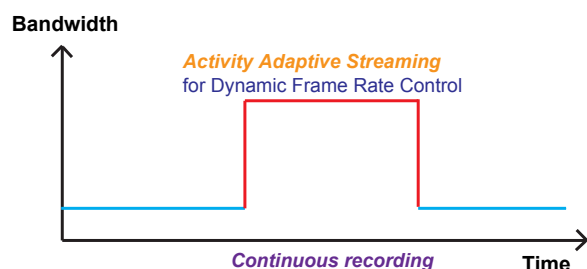 Bandwidth
Activity Adaptive Streaming
for Dynamic Frame Rate Control
Continuous recording
Time